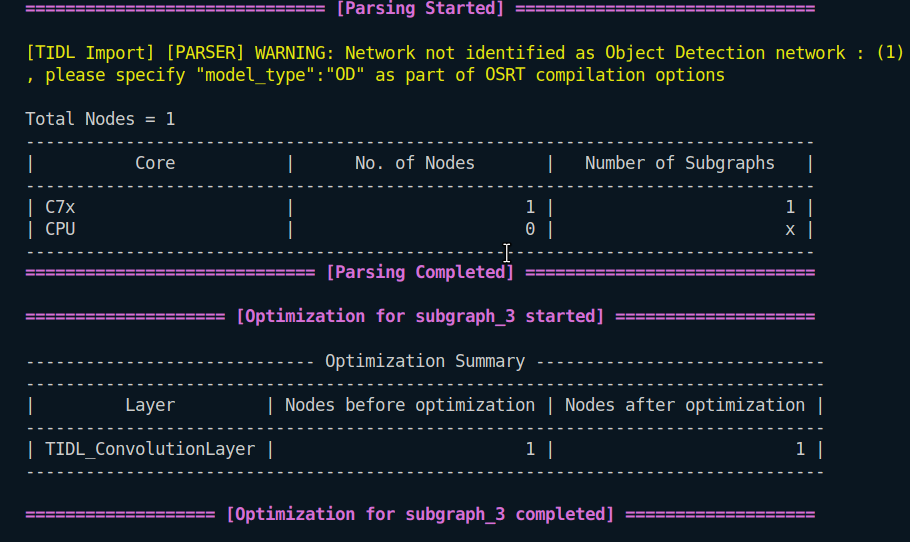 ============================== [Parsing Started] ==============================
[TIDL Import] [PARSER] WARNING: Network not identified as Object Detection network : (1)
, please specify "model_type":"OD" as part of OSRT compilation options
Total Nodes = 1
-------------------------------------------------------------------------------
|          Core           |      No. of Nodes       |   Number of Subgraphs   |
-------------------------------------------------------------------------------
| C7x                     |                       1 |                       1 |
| CPU                     |                       0 |                       x |
-------------------------------------------------------------------------------
============================= [Parsing Completed] =============================
==================== [Optimization for subgraph_3 started] ====================
----------------------------- Optimization Summary -----------------------------
--------------------------------------------------------------------------------
|         Layer         | Nodes before optimization | Nodes after optimization |
--------------------------------------------------------------------------------
| TIDL_ConvolutionLayer |                         1 |                        1 |
--------------------------------------------------------------------------------
=================== [Optimization for subgraph_3 completed] ===================